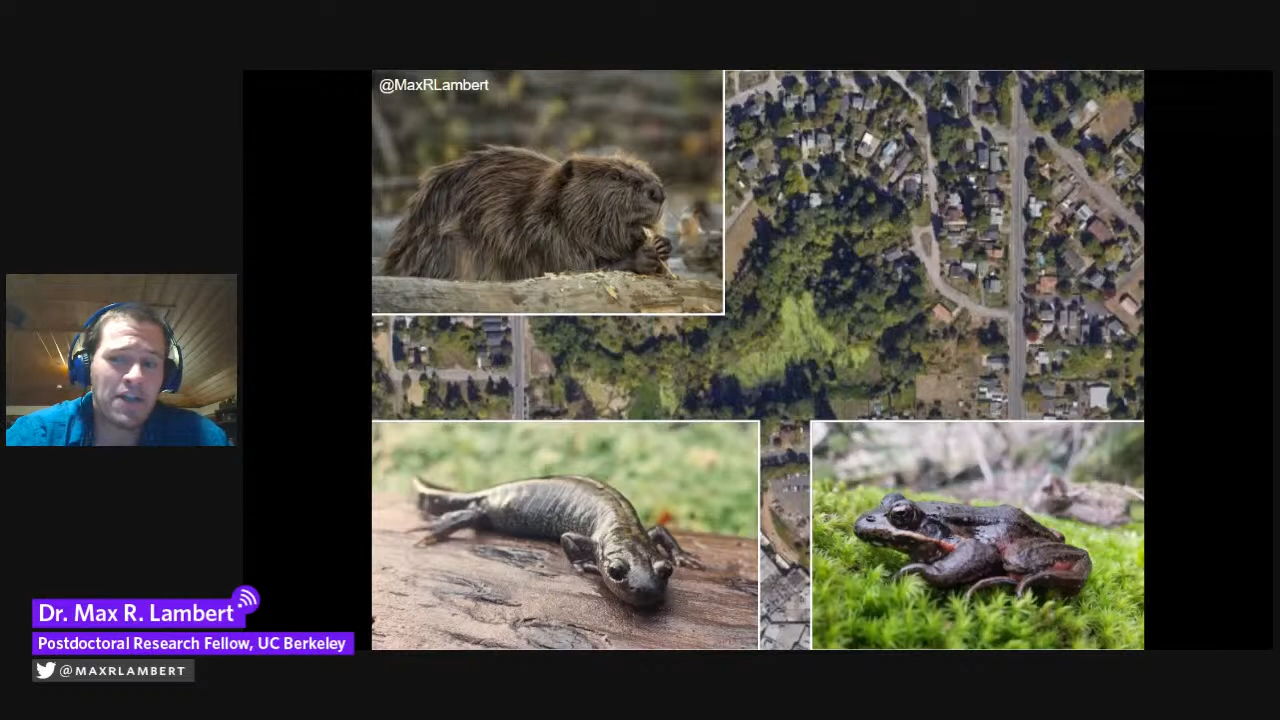 @MaxRLambert
Dr. Max R. Lambert
Postdoctoral Research Fellow, UC Berkeley
@MAXRLAMBERT